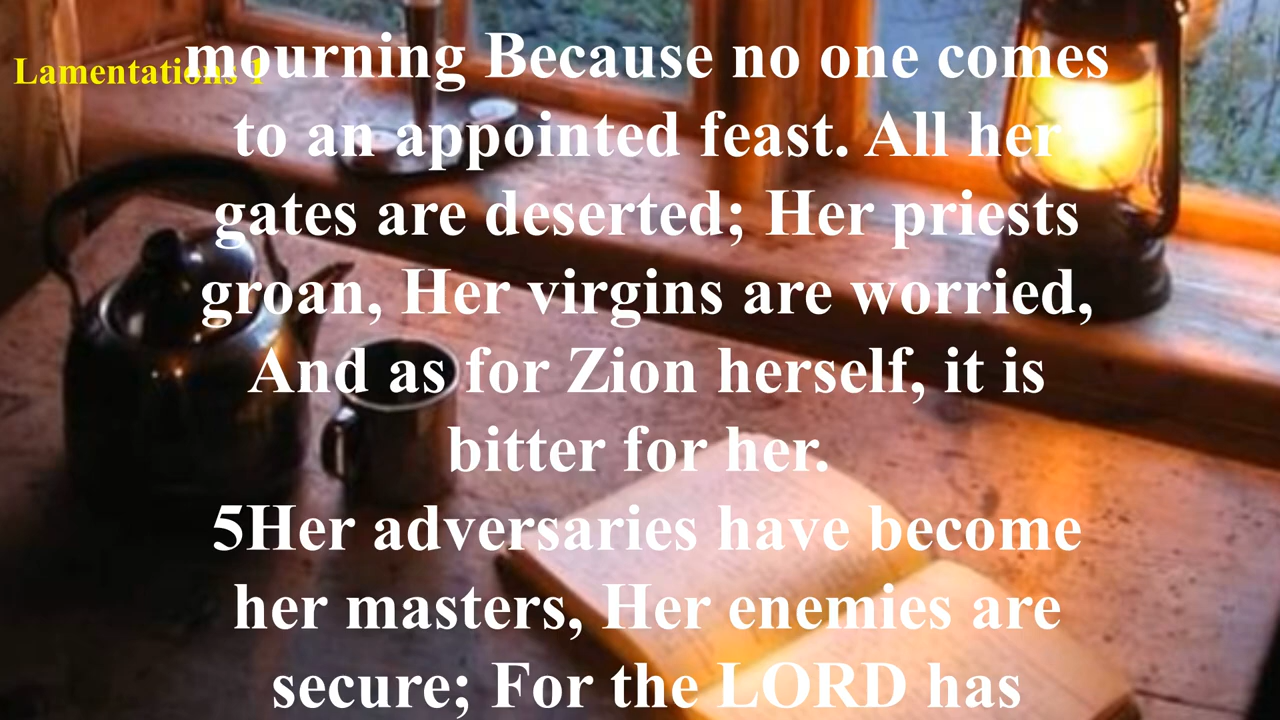 Lamentations 1
mourning Because no one comes
to an appointed feast. All her
gates are deserted; Her priests
groan, Her virgins are worried,
And as for Zion herself, it is
bitter for her.
5Her adversaries have become
her masters, Her enemies are
secure; For the LORD has